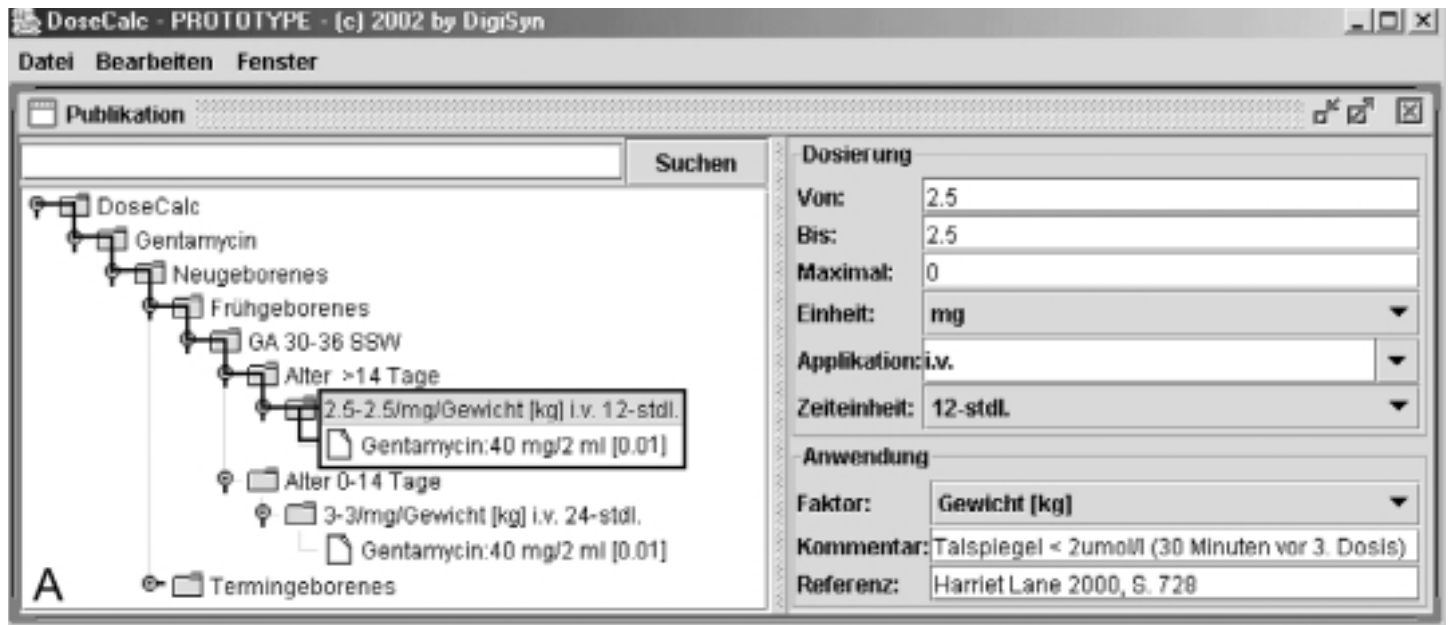 DoseCalc - PROTOTYPE - (c) 2002 by DigiSyn
Datei Bearbeiten Fenster
Publikation
Suchen
DoseCalc
Gentamycin
Neugeborenes
Frühgeborenes
GA 30-36 SSW
Alter >14 Tage
2.5-2.5/mg/Gewicht [kg] i.v. 12-stdl.
Gentamycin:40 mg/2 ml [0.01]
Alter 0-14 Tage
3-3/mg/Gewicht [kg] i.v. 24-stdl.
Gentamycin:40 mg/2 ml [0.01]
Termingeborenes
A
Dosierung
Von: 2.5
Bis: 2.5
Maximal: 0
Einheit: mg
Applikation: i.v.
Zeiteinheit: 12-stdl.
Anwendung
Faktor: Gewicht [kg]
Kommentar: Talspiegel < 2umol/l (30 Minuten vor 3. Dosis)
Referenz: Harriet Lane 2000, S. 728